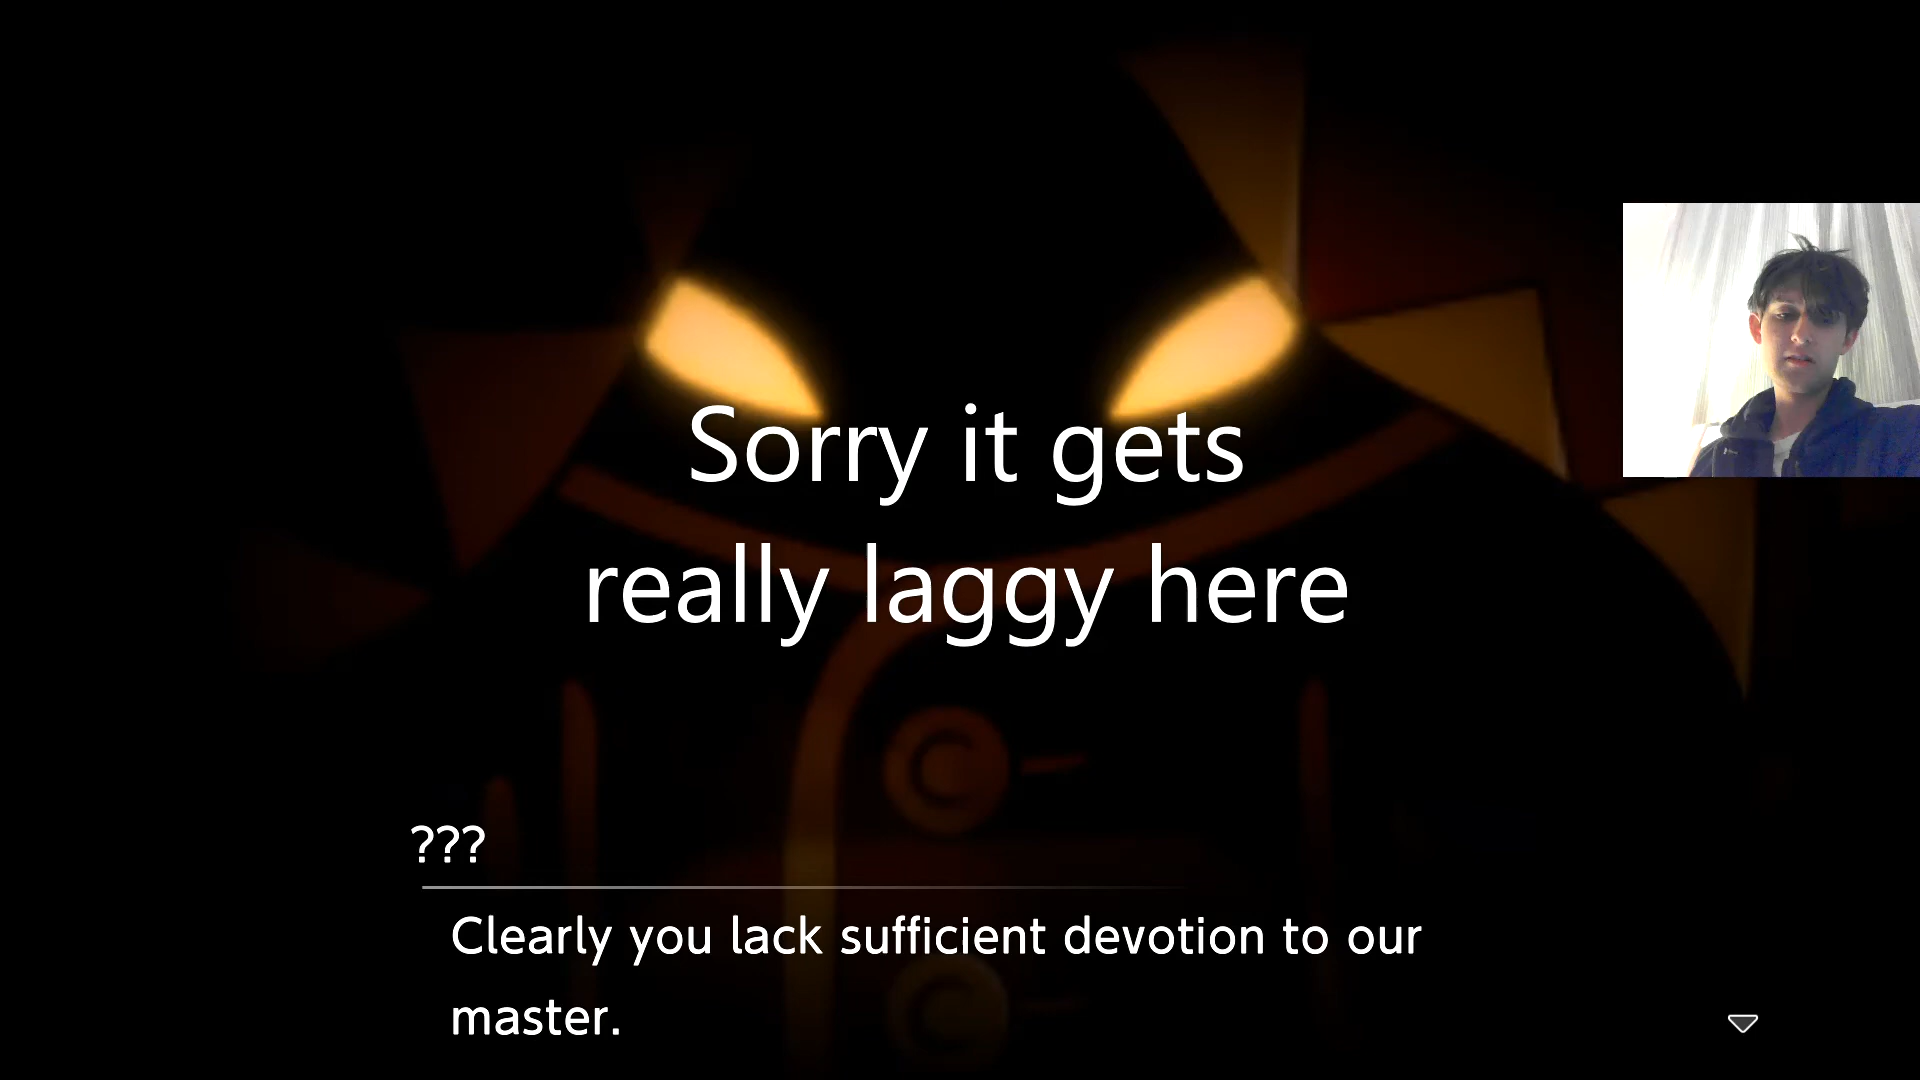 Sorry it gets
really laggy here
???
Clearly you lack sufficient devotion to our
master.